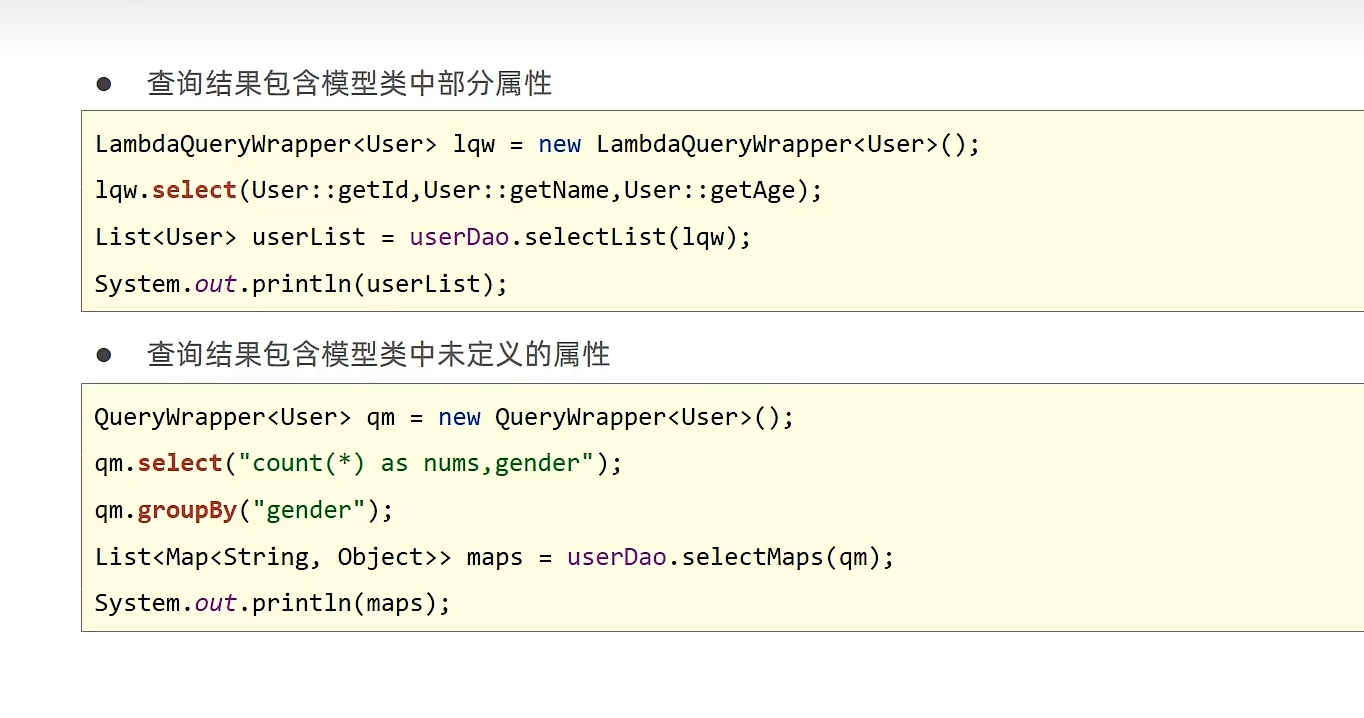 ● 查询结果包含模型类中部分属性
LambdaQueryWrapper<User> lqw = new LambdaQueryWrapper<User>();
lqw.select(User::getId,User::getName,User::getAge);
List<User> userList = userDao.selectList(lqw);
System.out.println(userList);
● 查询结果包含模型类中未定义的属性
QueryWrapper<User> qm = new QueryWrapper<User>();
qm.select("count(*) as nums,gender");
qm.groupBy("gender");
List<Map<String, Object>> maps = userDao.selectMaps(qm);
System.out.println(maps);